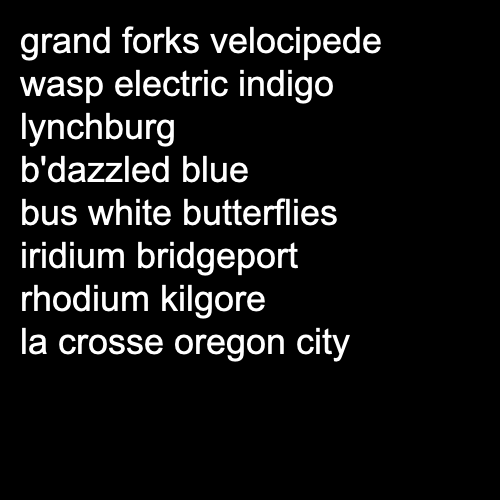 grand forks velocipede
wasp electric indigo
lynchburg
b'dazzled blue
bus white butterflies
iridium bridgeport
rhodium kilgore
la crosse oregon city